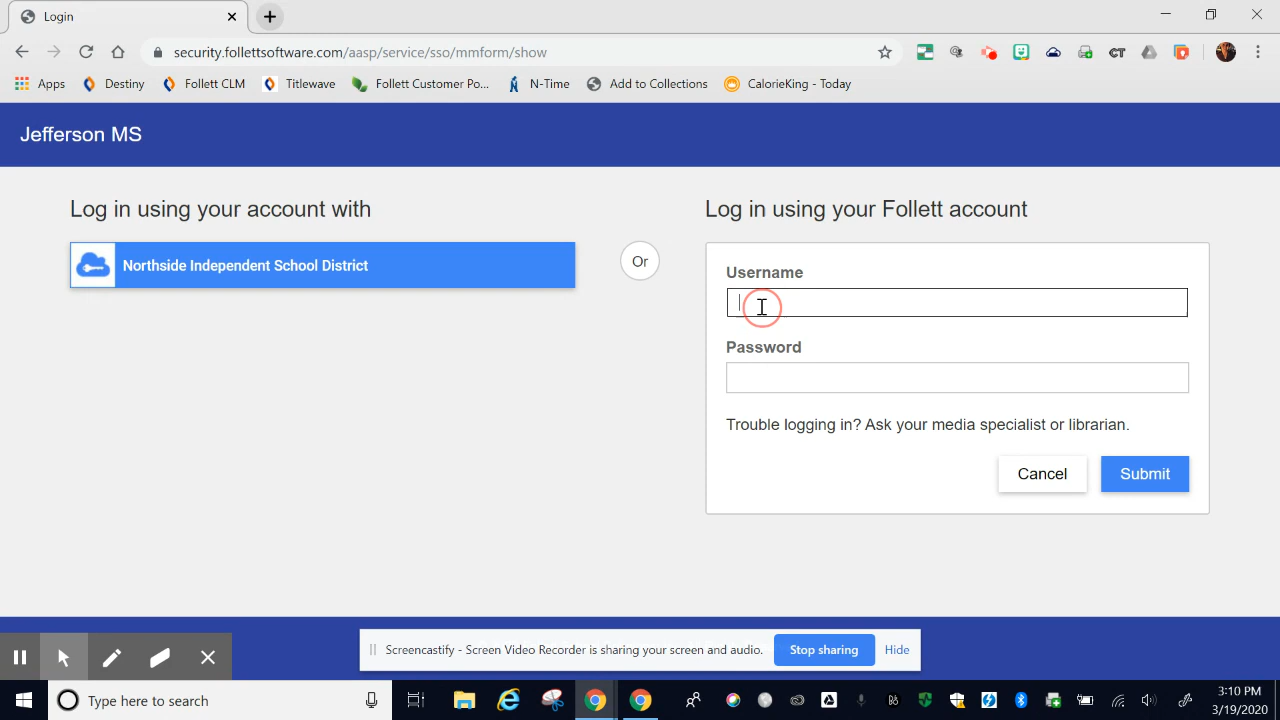 Login
security.follettsoftware.com/aasp/service/sso/mmform/show
CT
Apps Destiny Follett CLM Titlewave Follett Customer Po... N-Time Add to Collections CalorieKing - Today
Jefferson MS
Log in using your account with
Northside Independent School District
Or
Log in using your Follett account
Username
Password
Trouble logging in? Ask your media specialist or librarian.
Cancel Submit
Screencastify - Screen Video Recorder is sharing your screen and audio. Stop sharing Hide
Type here to search
3:10 PM
3/19/2020